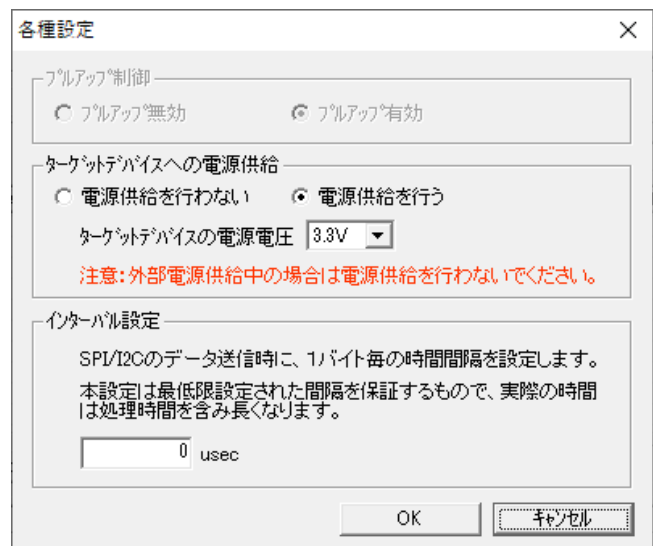 各種設定
ﾌﾟﾙｱｯﾌﾟ制御
ﾌﾟﾙｱｯﾌﾟ無効 ﾌﾟﾙｱｯﾌﾟ有効
ﾀｰｹﾞｯﾄﾃﾞﾊﾞｲｽへの電源供給
電源供給を行わない 電源供給を行う
ﾀｰｹﾞｯﾄﾃﾞﾊﾞｲｽの電源電圧 3.3V
注意：外部電源供給中の場合は電源供給を行わないでください。
ｲﾝﾀｰﾊﾞﾙ設定
SPI/I2Cのデータ送信時に、1バイト毎の時間間隔を設定します。
本設定は最低限設定された間隔を保証するもので、実際の時間
は処理時間を含み長くなります。
0 usec
OK ｷｬﾝｾﾙ